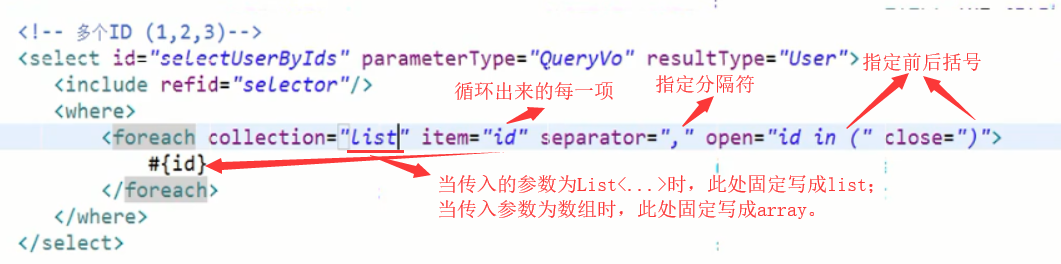 <!-- 多个ID (1,2,3)-->
<select id="selectUserByIds" parameterType="QueryVo" resultType="User">
指定前后括号
<include refid="selector"/>
循环出来的每一项
指定分隔符
<where>
<foreach collection="list" item="id" separator="," open="id in (" close=")">
#{id}
当传入的参数为List<...>时，此处固定写成list；
</foreach>
当传入参数为数组时，此处固定写成array。
</where>
</select>